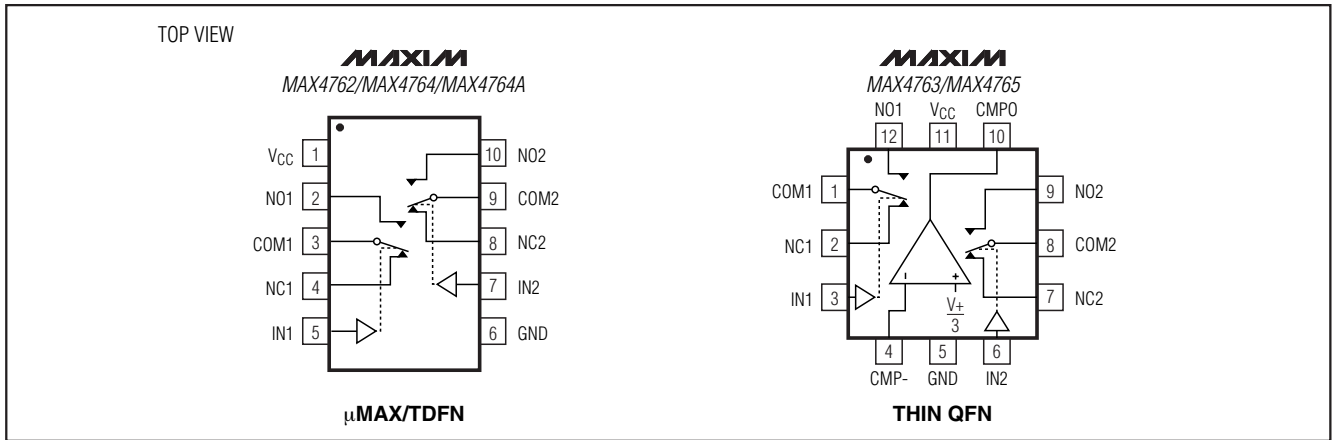 TOP VIEW
MAXIM
MAX4762/MAX4764/MAX4764A
VCC 1
NO1 2
COM1 3
NC1 4
IN1 5
10 NO2
9 COM2
8 NC2
7 IN2
6 GND
µMAX/TDFN
MAXIM
MAX4763/MAX4765
NO1 VCC CMPO
12 11 10
COM1 1
NC1 2
IN1 3
9 NO2
8 COM2
7 NC2
- +
V+
3
4 5 6
CMP- GND IN2
THIN QFN